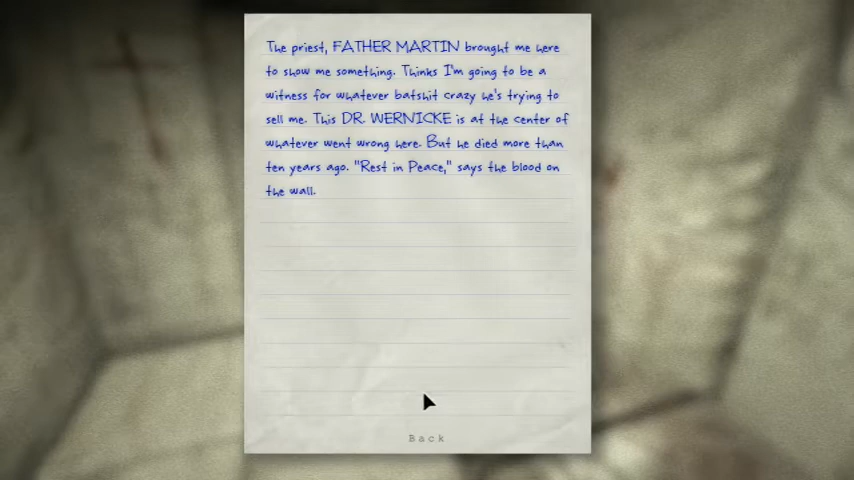 The priest, FATHER MARTIN brought me here
to show me something. Thinks I'm going to be a
witness for whatever batshit crazy he's trying to
sell me. This DR. WERNICKE is at the center of
whatever went wrong here. But he died more than
ten years ago. "Rest in Peace," says the blood on
the wall.
Back